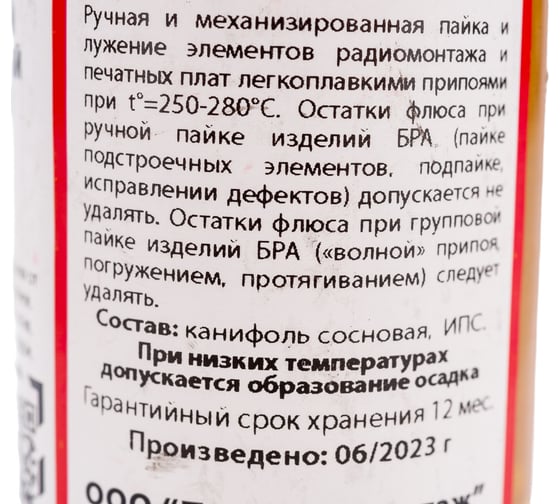 Ручная и механизированная пайка и
лужение элементов радиомонтажа и
печатных плат легкоплавкими припоями
при t°=250-280°С. Остатки флюса при
ручной пайке изделий БРА (пайке
подстроечных элементов, подпайке,
исправлении дефектов) допускается не
удалять. Остатки флюса при групповой
пайке изделий БРА («волной» припоя,
погружением, протягиванием) следует
удалять.
Состав: канифоль сосновая, ИПС.
При низких температурах
допускается образование осадка
Гарантийный срок хранения 12 мес.
Произведено: 06/2023 г
ООО